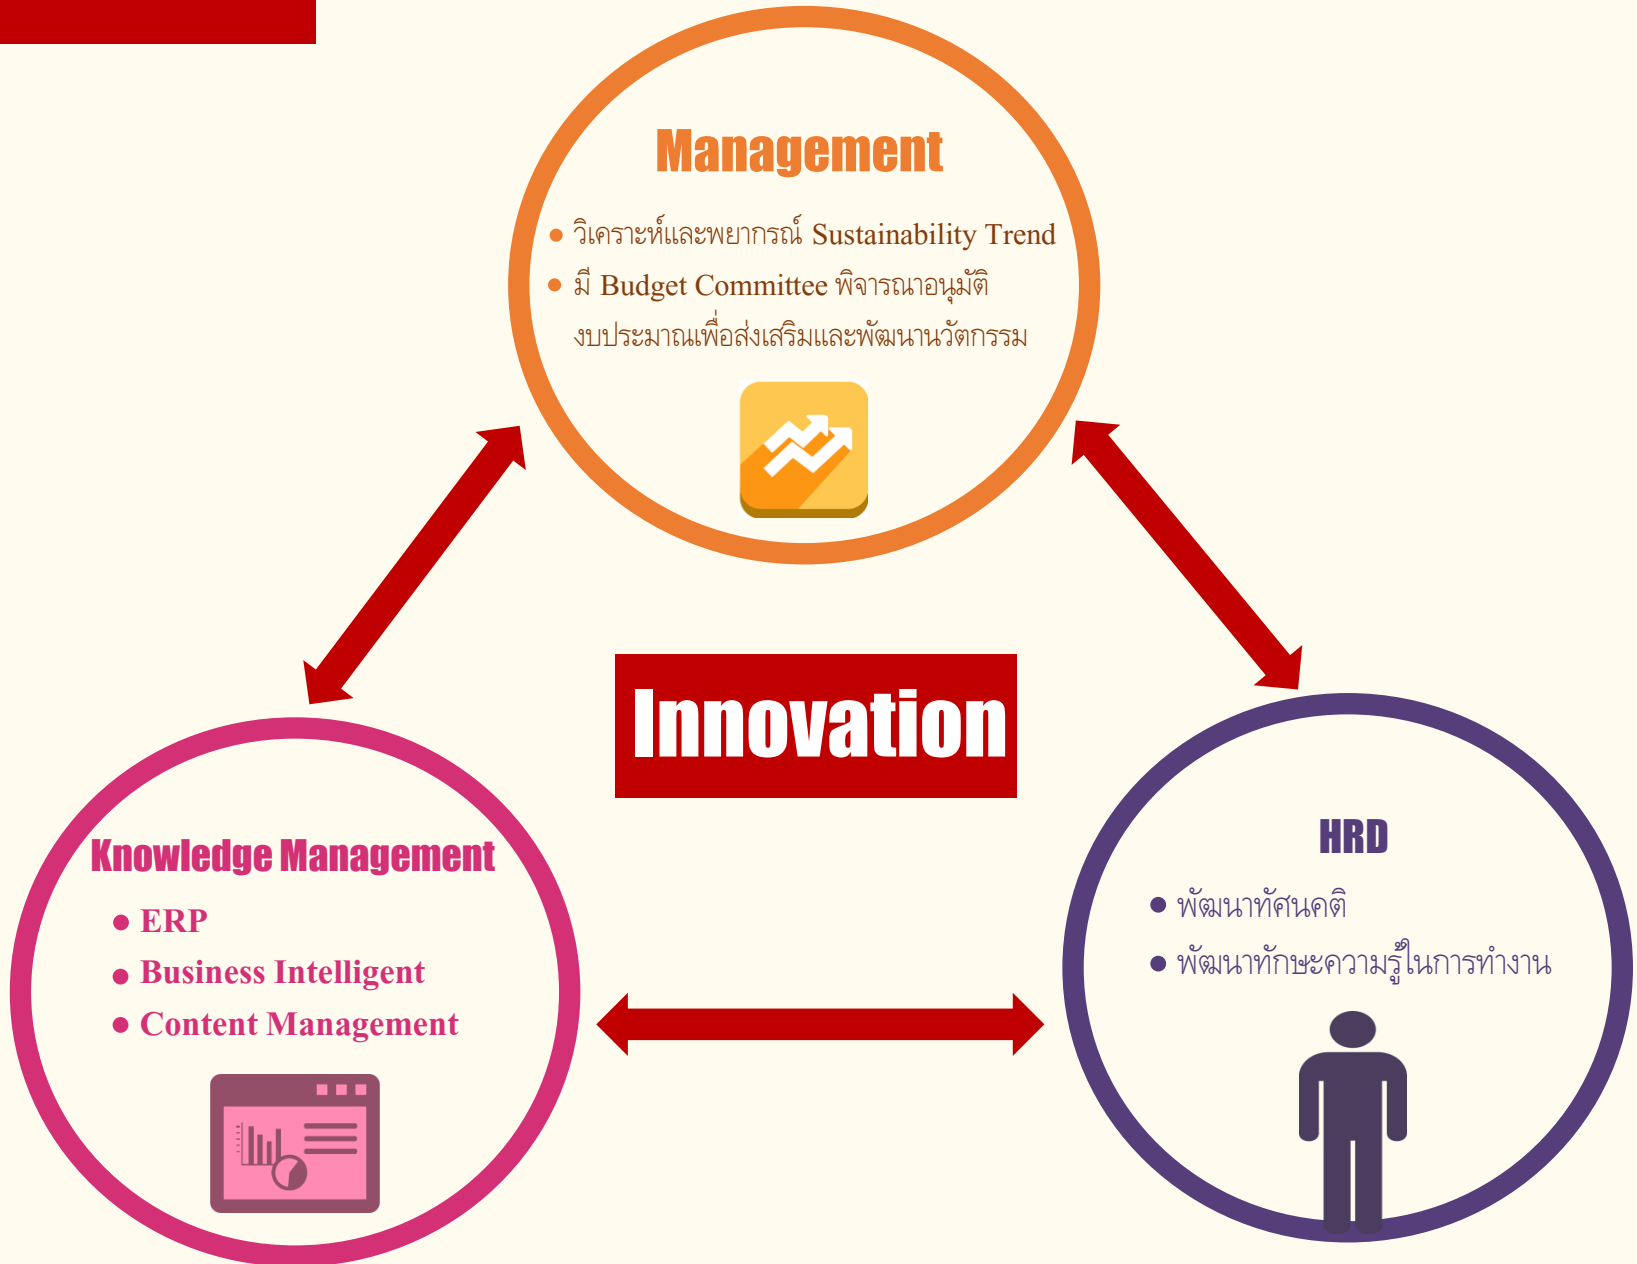 Management
• วิเคราะห์และพยากรณ์ Sustainability Trend
• มี Budget Committee พิจารณาอนุมัติ
งบประมาณเพื่อส่งเสริมและพัฒนานวัตกรรม
Innovation
Knowledge Management
• ERP
• Business Intelligent
• Content Management
HRD
• พัฒนาทัศนคติ
• พัฒนาทักษะความรู้ในการทำงาน